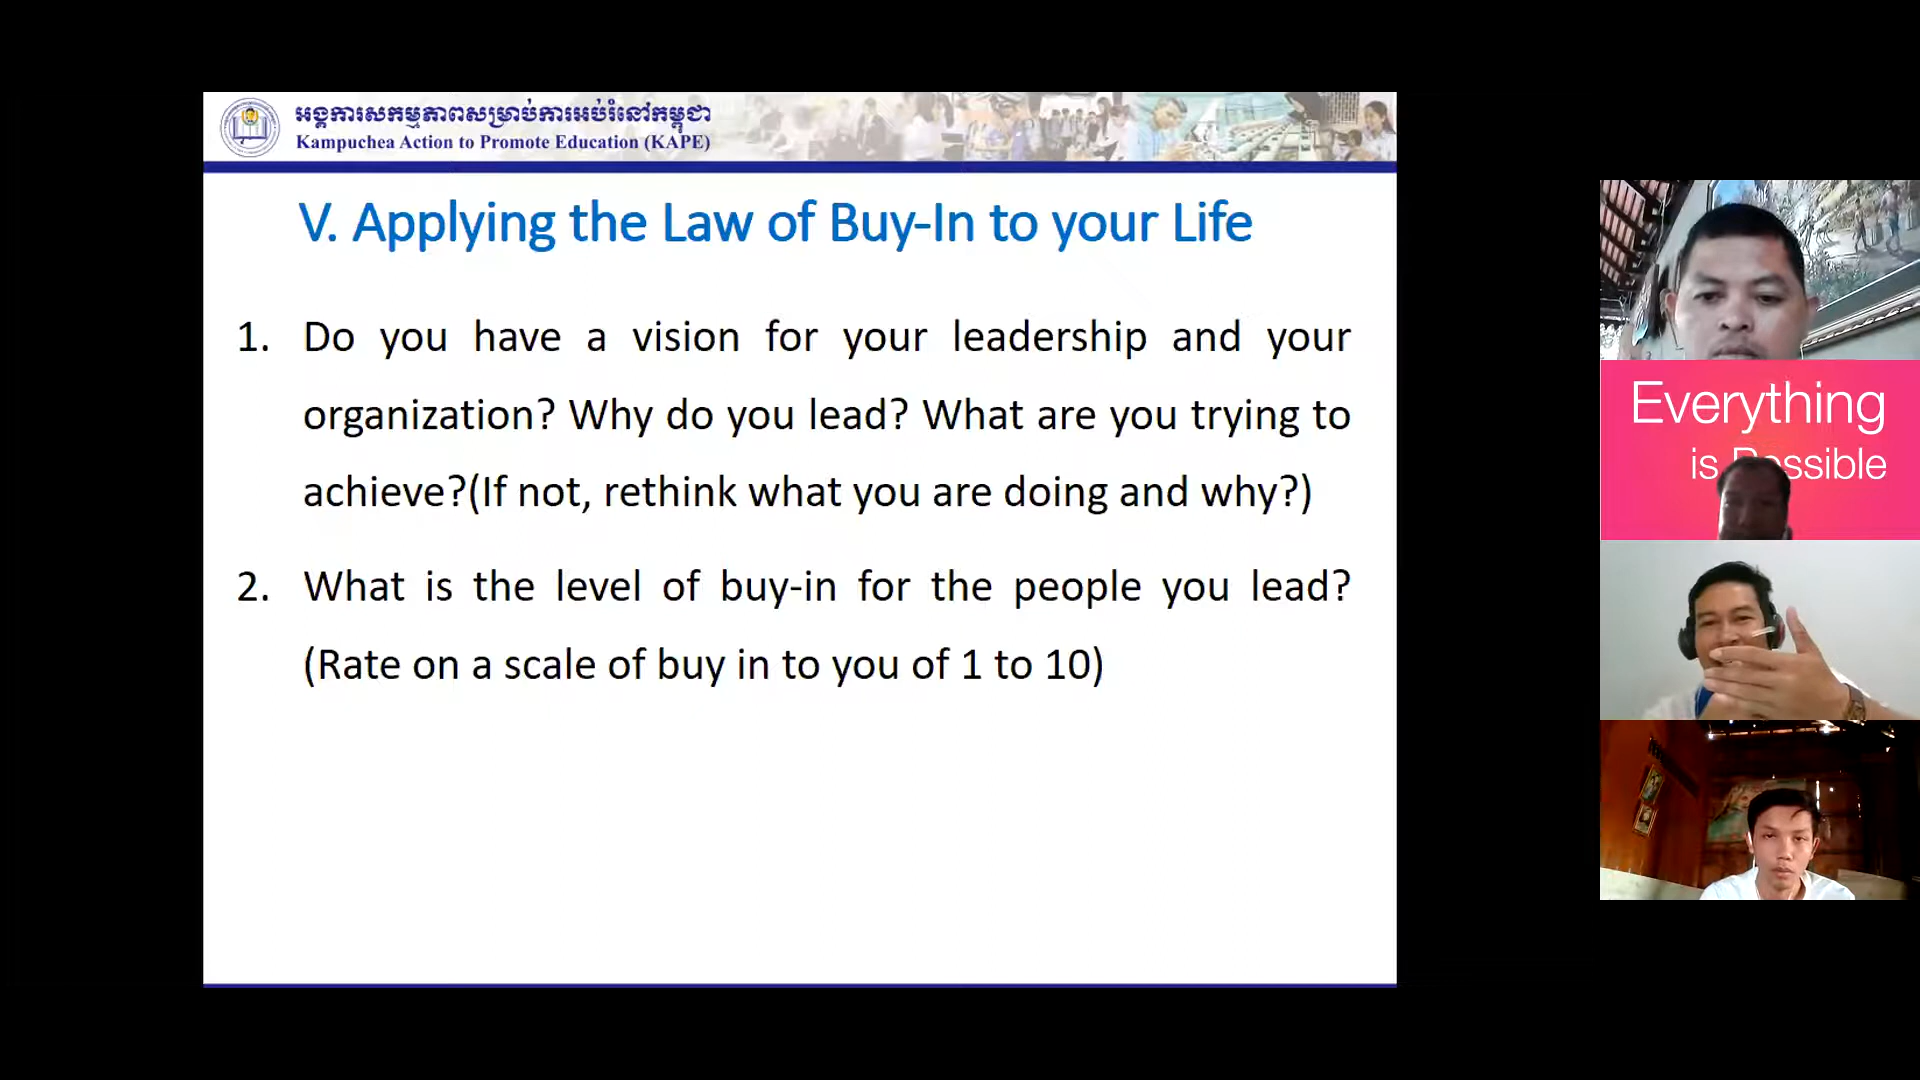 អង្គការសកម្មភាពសម្រាប់ការអប់រំនៅកម្ពុជា
Kampuchea Action to Promote Education (KAPE)
V. Applying the Law of Buy-In to your Life
1. Do you have a vision for your leadership and your
organization? Why do you lead? What are you trying to
achieve?(If not, rethink what you are doing and why?)
2. What is the level of buy-in for the people you lead?
(Rate on a scale of buy in to you of 1 to 10)
Everything
is Possible